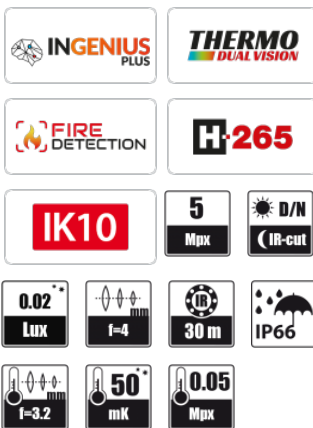 INGENIUS
PLUS
THERMO
DUAL VISION
FIRE
DETECTION
H·265
IK10
5
Mpx
D/N
IR-cut
0.02
Lux
f=4
IR
30 m
IP66
f=3.2
50
mK
0.05
Mpx